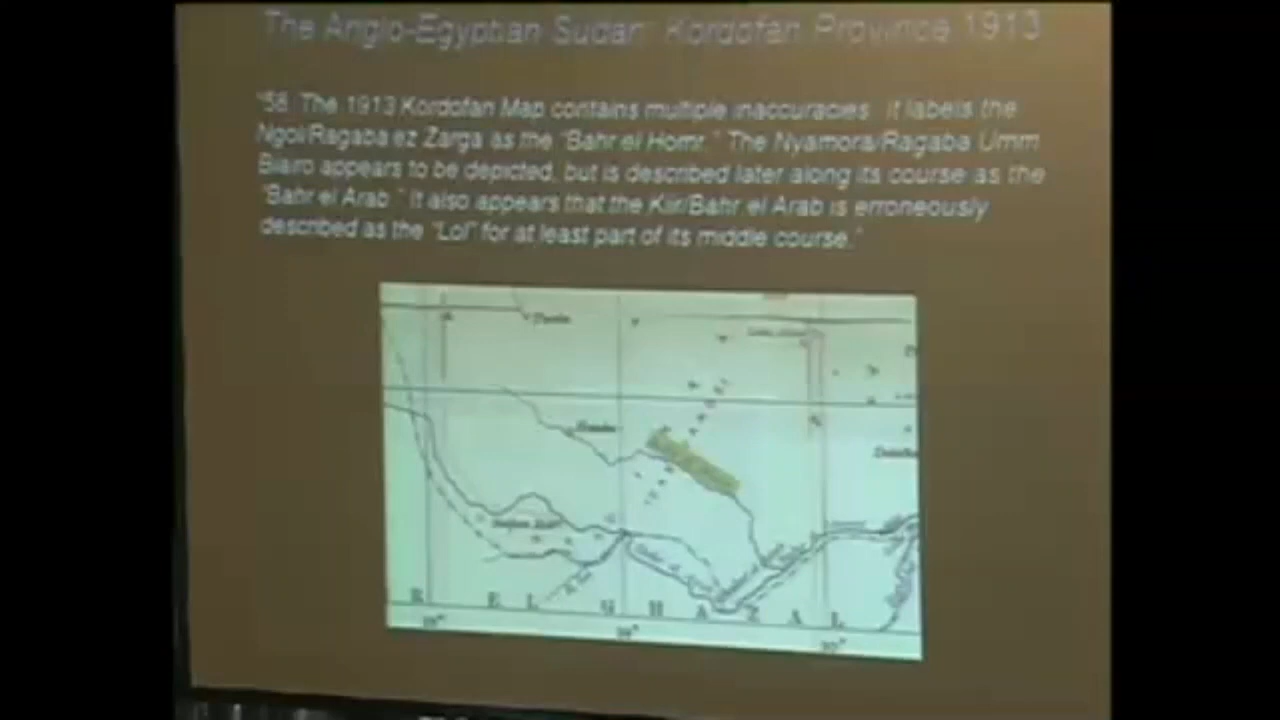 The Anglo-Egyptian Sudan: Kordofan Province 1913
"58. The 1913 Kordofan Map contains multiple inaccuracies. It labels the
Ngol/Ragaba ez Zarga as the "Bahr el Homr." The Nyamora/Ragaba Umm
Biairo appears to be depicted, but is described later along its course as the
"Bahr el Arab." It also appears that the Kiir/Bahr el Arab is erroneously
described as the "Lol" for at least part of its middle course."
R E L G H A Z A L